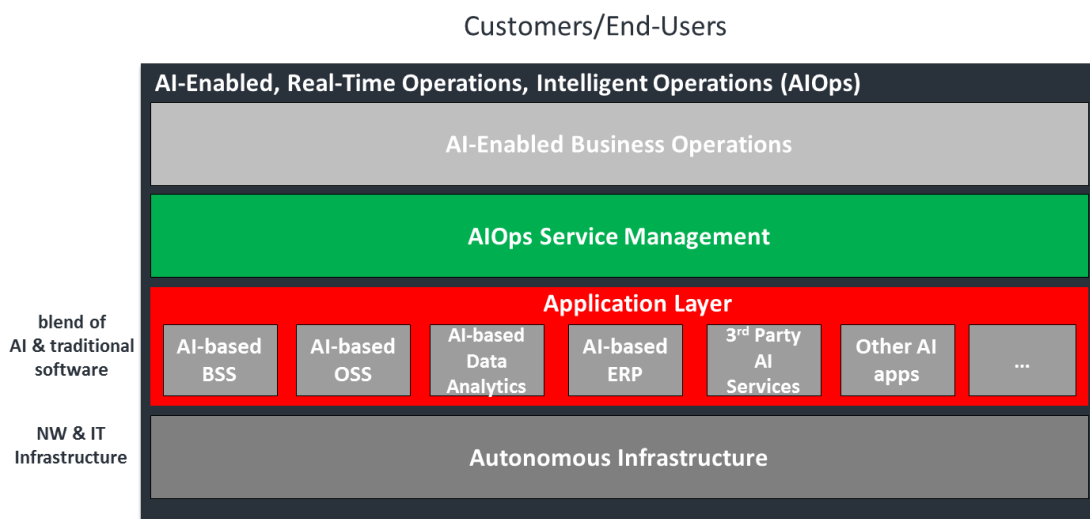 Customers/End-Users
AI-Enabled, Real-Time Operations, Intelligent Operations (AIOps)
AI-Enabled Business Operations
AIOps Service Management
Application Layer
blend of
AI & traditional
software
AI-based
BSS
AI-based
OSS
AI-based
Data
Analytics
AI-based
ERP
3rd Party
AI
Services
Other AI
apps
...
NW & IT
Infrastructure
Autonomous Infrastructure